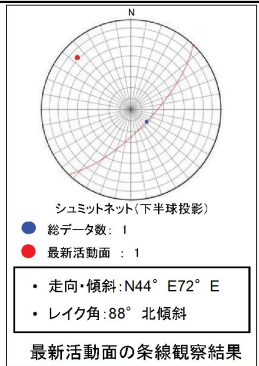 N
シュミットネット(下半球投影)
総データ数: 1
最新活動面 : 1
・ 走向・傾斜:N44°E72°E
・ レイク角:88°北傾斜
最新活動面の条線観察結果